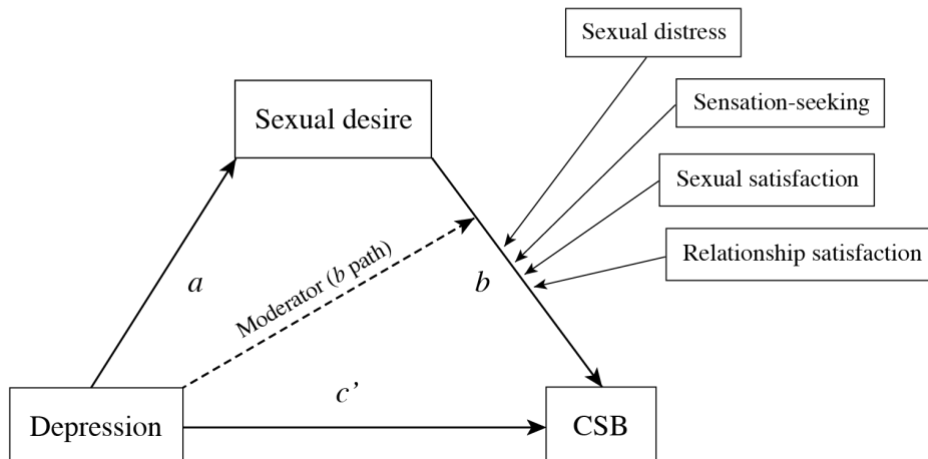 Sexual distress
Sensation-seeking
Sexual desire
Sexual satisfaction
Relationship satisfaction
Moderator (b path)
a
b
c’
Depression
CSB